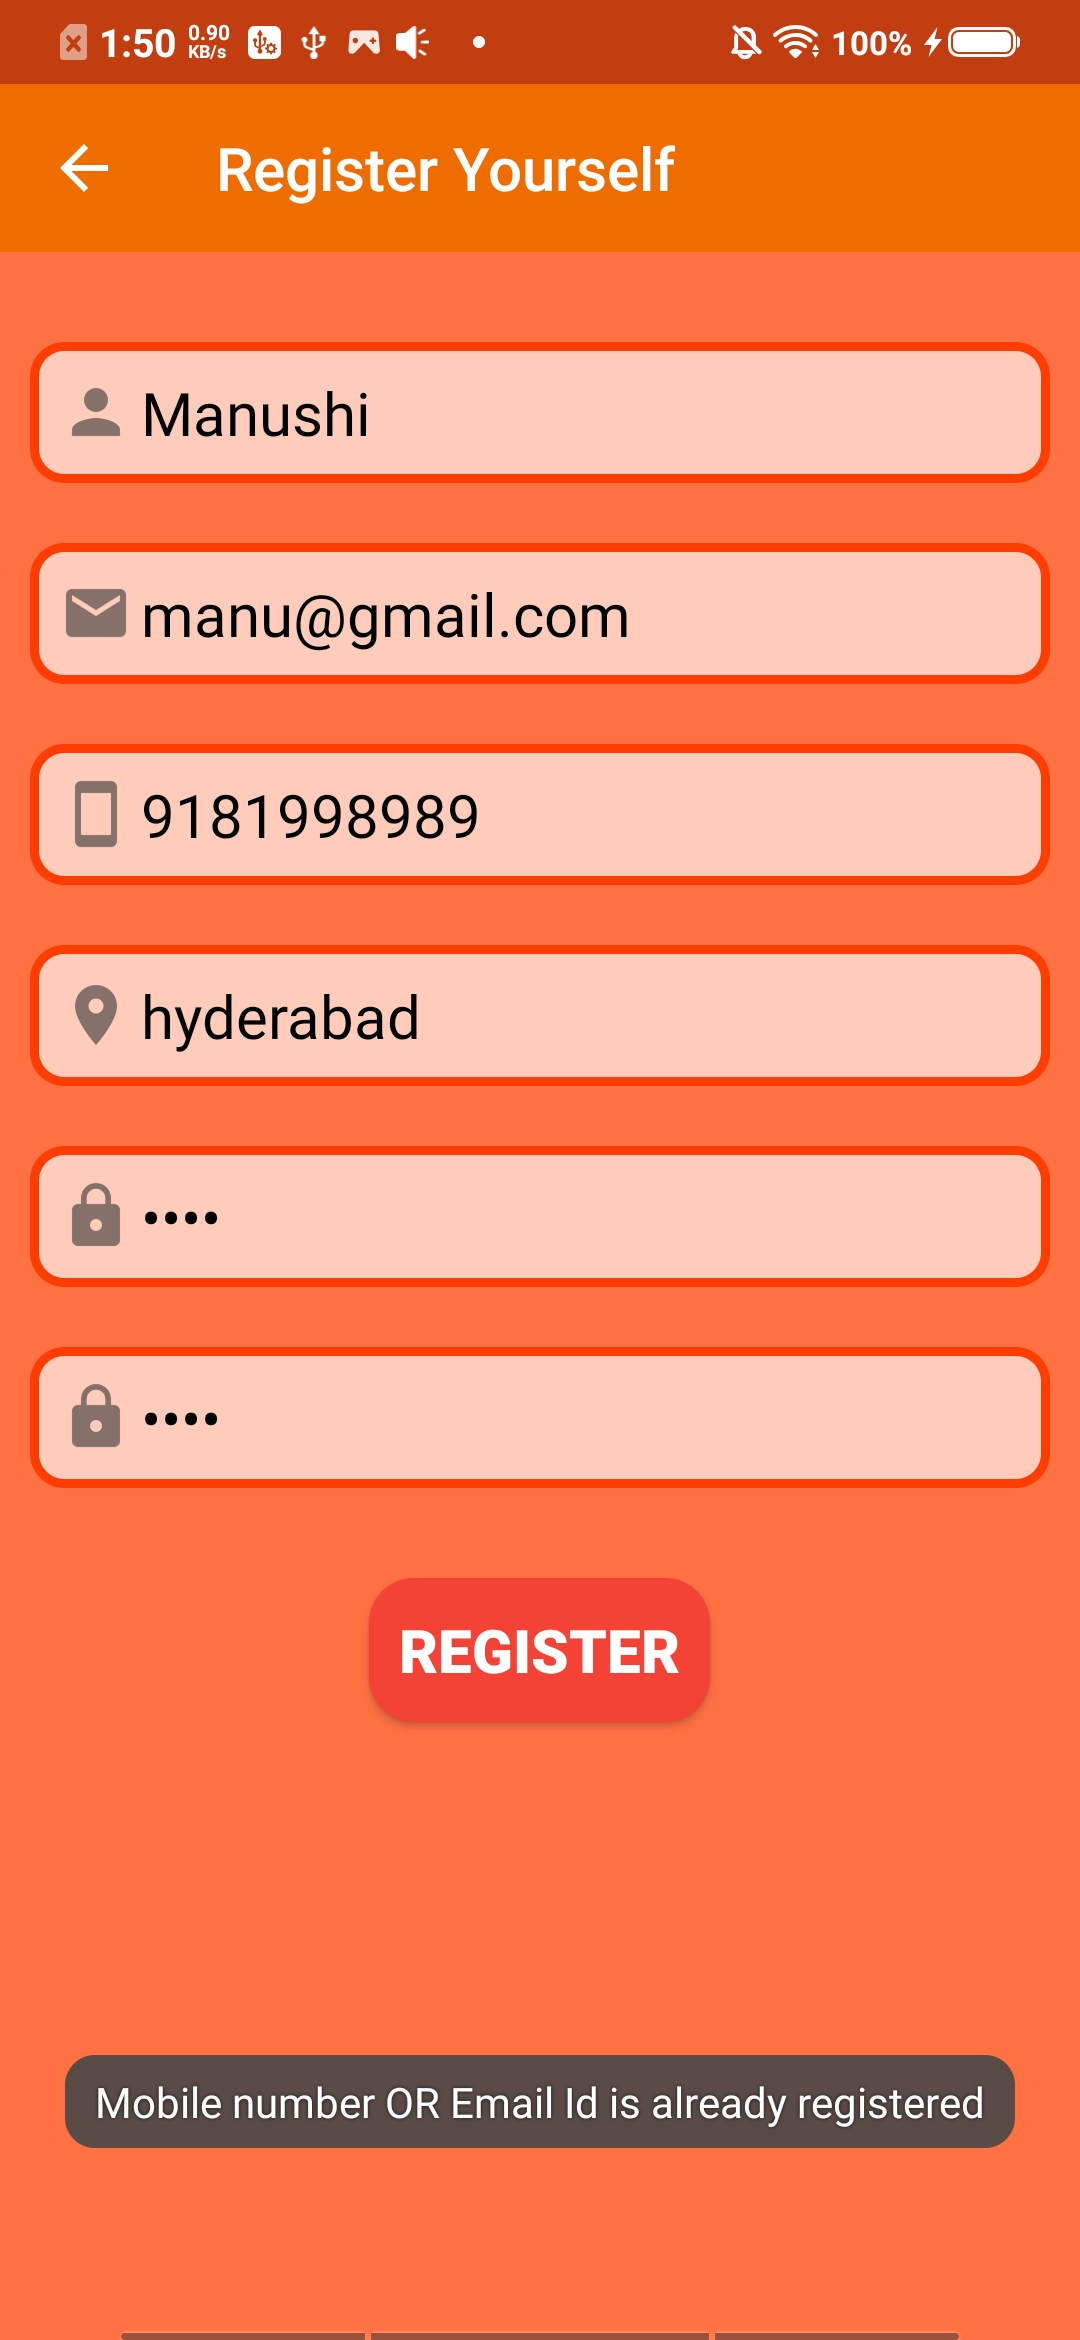 1:50 0.90 KB/s 100%
Register Yourself
Manushi
manu@gmail.com
9181998989
hyderabad
••••
••••
REGISTER
Mobile number OR Email Id is already registered